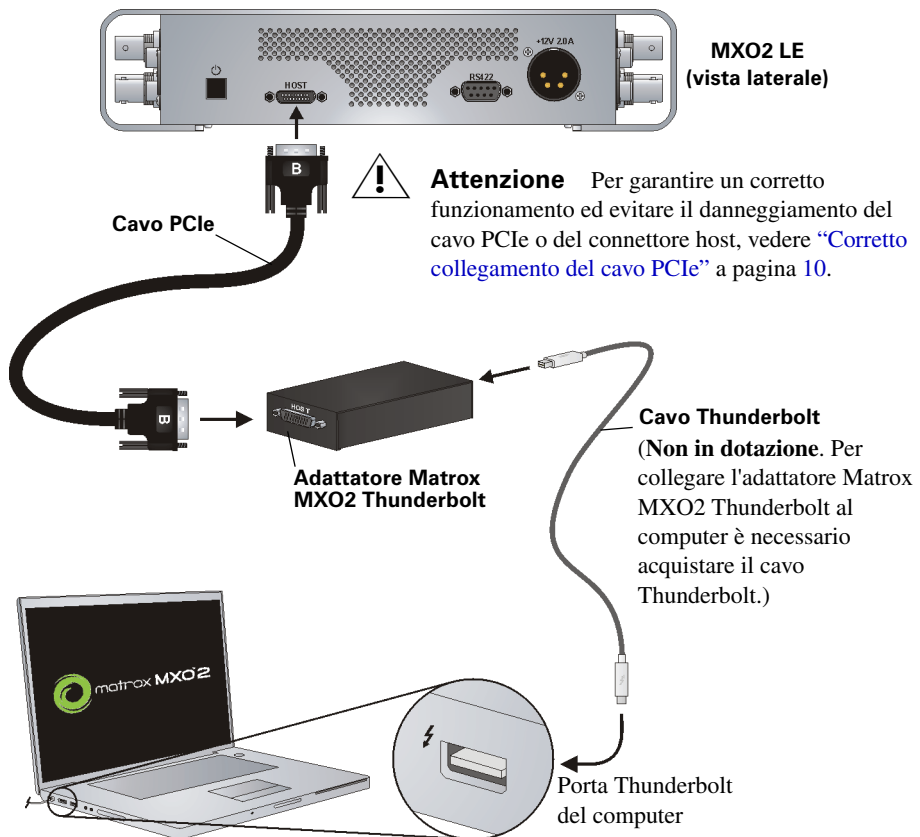 +12V 2.0A
MXO2 LE
(vista laterale)
HOST
RS422
B
Attenzione Per garantire un corretto
funzionamento ed evitare il danneggiamento del
cavo PCIe o del connettore host, vedere “Corretto
collegamento del cavo PCIe” a pagina 10.
Cavo PCIe
B
HOST
Adattatore Matrox
MXO2 Thunderbolt
Cavo Thunderbolt
(Non in dotazione. Per
collegare l'adattatore Matrox
MXO2 Thunderbolt al
computer è necessario
acquistare il cavo
Thunderbolt.)
matrox MXO2
Porta Thunderbolt
del computer